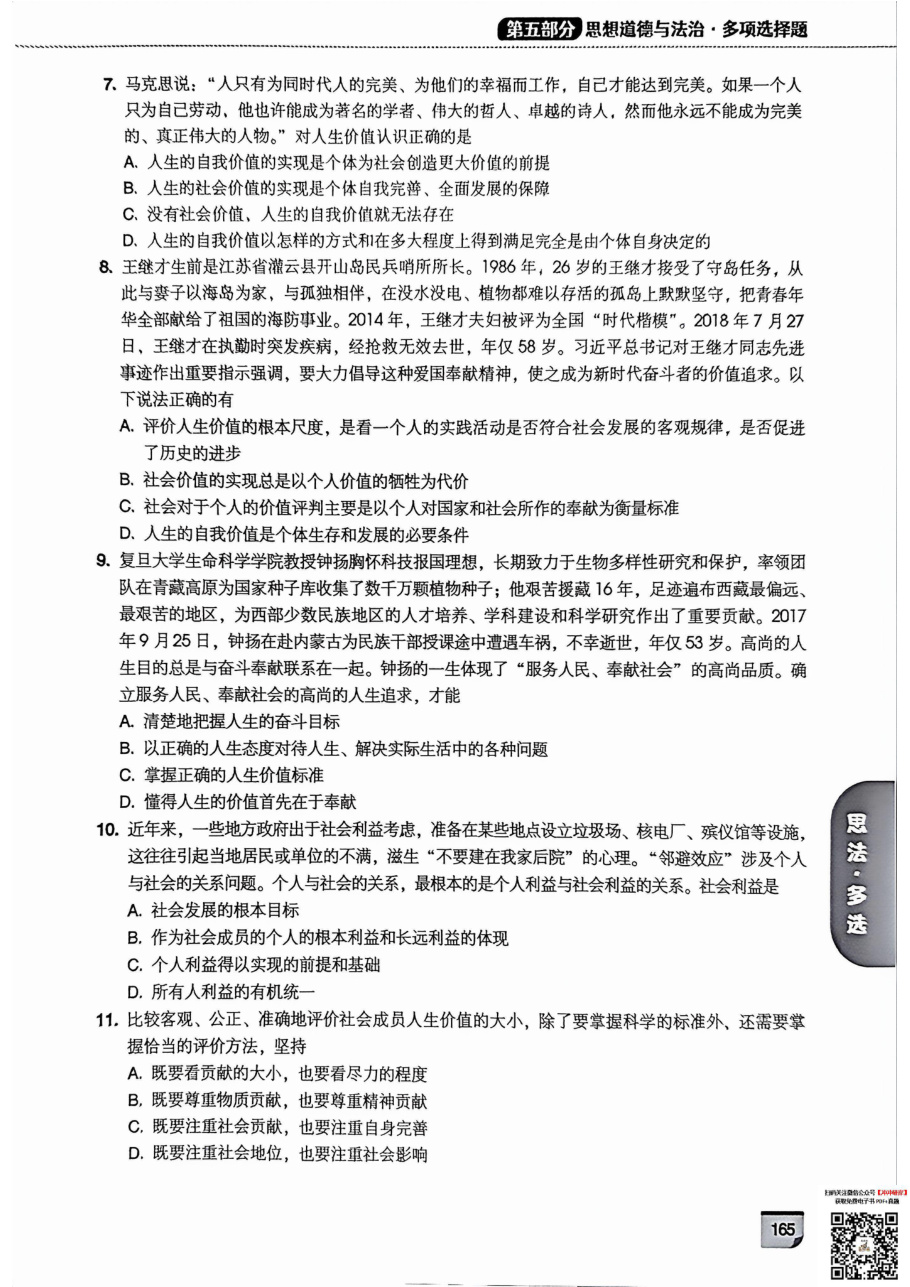 第五部分 思想道德与法治·多项选择题
7. 马克思说：“人只有为同时代人的完美、为他们的幸福而工作，自己才能达到完美。如果一个人
只为自己劳动，他也许能成为著名的学者、伟大的哲人、卓越的诗人，然而他永远不能成为完美
的、真正伟大的人物。”对人生价值认识正确的是
A. 人生的自我价值的实现是个体为社会创造更大价值的前提
B. 人生的社会价值的实现是个体自我完善、全面发展的保障
C. 没有社会价值，人生的自我价值就无法存在
D. 人生的自我价值以怎样的方式和在多大程度上得到满足完全是由个体自身决定的
8. 王继才生前是江苏省灌云县开山岛民兵哨所所长。1986 年，26 岁的王继才接受了守岛任务，从
此与妻子以海岛为家，与孤独相伴，在没水没电、植物都难以存活的孤岛上默默坚守，把青春年
华全部献给了祖国的海防事业。2014 年，王继才夫妇被评为全国“时代楷模”。2018 年 7 月 27
日，王继才在执勤时突发疾病，经抢救无效去世，年仅 58 岁。习近平总书记对王继才同志先进
事迹作出重要指示强调，要大力倡导这种爱国奉献精神，使之成为新时代奋斗者的价值追求。以
下说法正确的有
A. 评价人生价值的根本尺度，是看一个人的实践活动是否符合社会发展的客观规律，是否促进
了历史的进步
B. 社会价值的实现总是以个人价值的牺牲为代价
C. 社会对于个人的价值评判主要是以个人对国家和社会所作的奉献为衡量标准
D. 人生的自我价值是个体生存和发展的必要条件
9. 复旦大学生命科学学院教授钟扬胸怀科技报国理想，长期致力于生物多样性研究和保护，率领团
队在青藏高原为国家种子库收集了数千万颗植物种子；他艰苦援藏 16 年，足迹遍布西藏最偏远、
最艰苦的地区，为西部少数民族地区的人才培养、学科建设和科学研究作出了重要贡献。2017
年 9 月 25 日，钟扬在赴内蒙古为民族干部授课途中遭遇车祸，不幸逝世，年仅 53 岁。高尚的人
生目的总是与奋斗奉献联系在一起。钟扬的一生体现了“服务人民、奉献社会”的高尚品质。确
立服务人民、奉献社会的高尚的人生追求，才能
A. 清楚地把握人生的奋斗目标
B. 以正确的人生态度对待人生、解决实际生活中的各种问题
C. 掌握正确的人生价值标准
D. 懂得人生的价值首先在于奉献
10. 近年来，一些地方政府出于社会利益考虑，准备在某些地点设立垃圾场、核电厂、殡仪馆等设施，
这往往引起当地居民或单位的不满，滋生“不要建在我家后院”的心理。“邻避效应”涉及个人
与社会的关系问题。个人与社会的关系，最根本的是个人利益与社会利益的关系。社会利益是
A. 社会发展的根本目标
B. 作为社会成员的个人的根本利益和长远利益的体现
C. 个人利益得以实现的前提和基础
D. 所有人利益的有机统一
11. 比较客观、公正、准确地评价社会成员人生价值的大小，除了要掌握科学的标准外、还需要掌
握恰当的评价方法，坚持
A. 既要看贡献的大小，也要看尽力的程度
B. 既要尊重物质贡献，也要尊重精神贡献
C. 既要注重社会贡献，也要注重自身完善
D. 既要注重社会地位，也要注重社会影响
思法·多选
扫码关注微信公众号【冲冲研货】
获取免费电子书PDF+真题
165